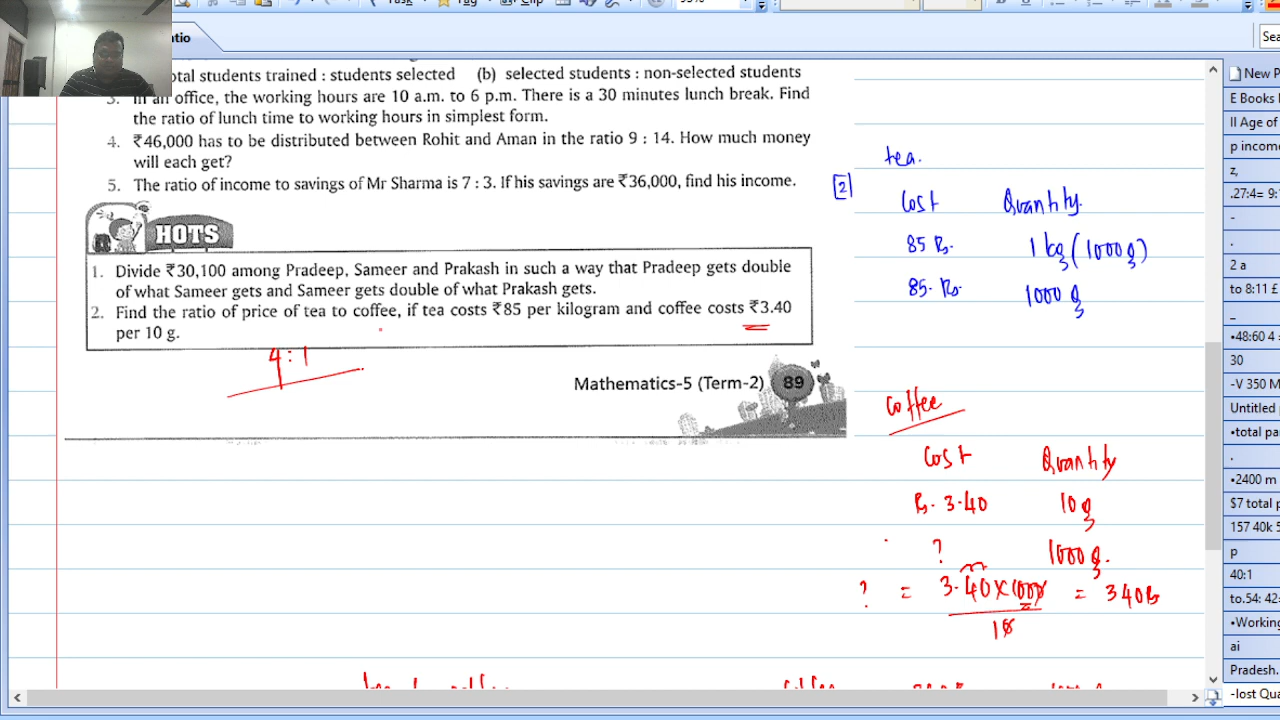 atio
otal students trained : students selected (b) selected students : non-selected students
3. In an office, the working hours are 10 a.m. to 6 p.m. There is a 30 minutes lunch break. Find
the ratio of lunch time to working hours in simplest form.
4. ₹46,000 has to be distributed between Rohit and Aman in the ratio 9 : 14. How much money
will each get?
5. The ratio of income to savings of Mr Sharma is 7 : 3. If his savings are ₹36,000, find his income.
HOTS
1. Divide ₹30,100 among Pradeep, Sameer and Prakash in such a way that Pradeep gets double
of what Sameer gets and Sameer gets double of what Prakash gets.
2. Find the ratio of price of tea to coffee, if tea costs ₹85 per kilogram and coffee costs ₹3.40
per 10 g.
4 : 1
Mathematics-5 (Term-2) 89
[2]
tea.
Cost Quantity.
85 Rs. 1 kg (1000 g)
85. Rs. 1000 g
Coffee
Cost Quantity
Rs. 3.40 10 g
? 1000 g.
? = 3.40 x 1000 = 340 Rs
10
Sea
New P
E Books
II Age of
p income
z,
.27:4= 9:
-
.
2 a
to 8:11 £
_
•48:60 4 =
30
-V 350 M
Untitled
•total pa
.
•2400 m
$7 total p
157 40k 5
p
40:1
to.54: 42
•Working
ai
Pradesh.
-lost Qua